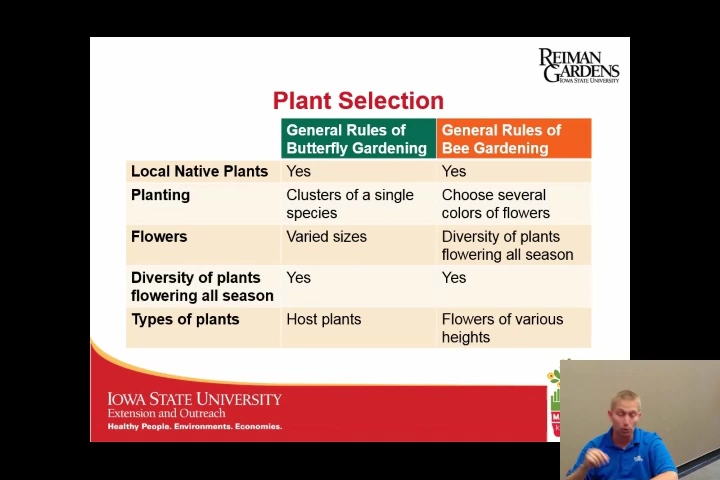 REIMAN
GARDENS
IOWA STATE UNIVERSITY
Plant Selection
General Rules of Butterfly Gardening
General Rules of Bee Gardening
Local Native Plants Yes Yes
Planting Clusters of a single species Choose several colors of flowers
Flowers Varied sizes Diversity of plants flowering all season
Diversity of plants flowering all season Yes Yes
Types of plants Host plants Flowers of various heights
IOWA STATE UNIVERSITY
Extension and Outreach
Healthy People. Environments. Economies.